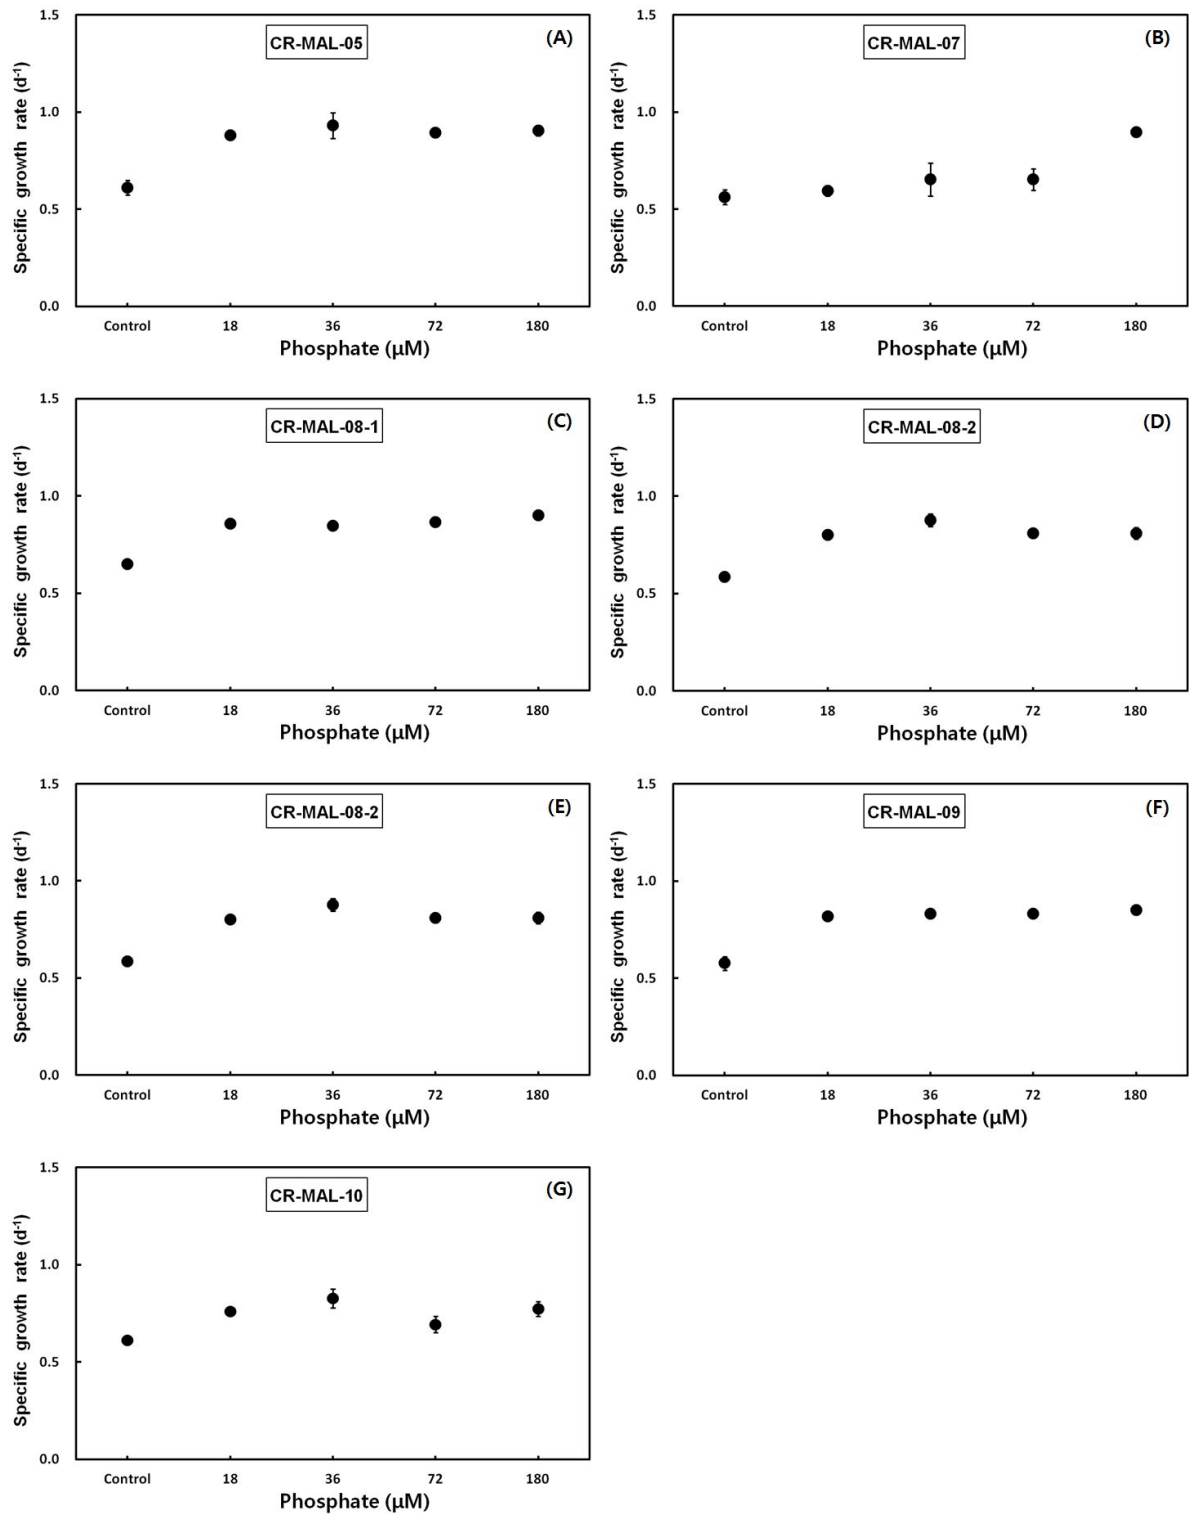 CR-MAL-05
(A)
Specific growth rate (d-1)
1.5
1.0
0.5
0.0
Control 18 36 72 180
Phosphate (μM)
CR-MAL-07
(B)
Specific growth rate (d-1)
1.5
1.0
0.5
0.0
Control 18 36 72 180
Phosphate (μM)
CR-MAL-08-1
(C)
Specific growth rate (d-1)
1.5
1.0
0.5
0.0
Control 18 36 72 180
Phosphate (μM)
CR-MAL-08-2
(D)
Specific growth rate (d-1)
1.5
1.0
0.5
0.0
Control 18 36 72 180
Phosphate (μM)
CR-MAL-08-2
(E)
Specific growth rate (d-1)
1.5
1.0
0.5
0.0
Control 18 36 72 180
Phosphate (μM)
CR-MAL-09
(F)
Specific growth rate (d-1)
1.5
1.0
0.5
0.0
Control 18 36 72 180
Phosphate (μM)
CR-MAL-10
(G)
Specific growth rate (d-1)
1.5
1.0
0.5
0.0
Control 18 36 72 180
Phosphate (μM)